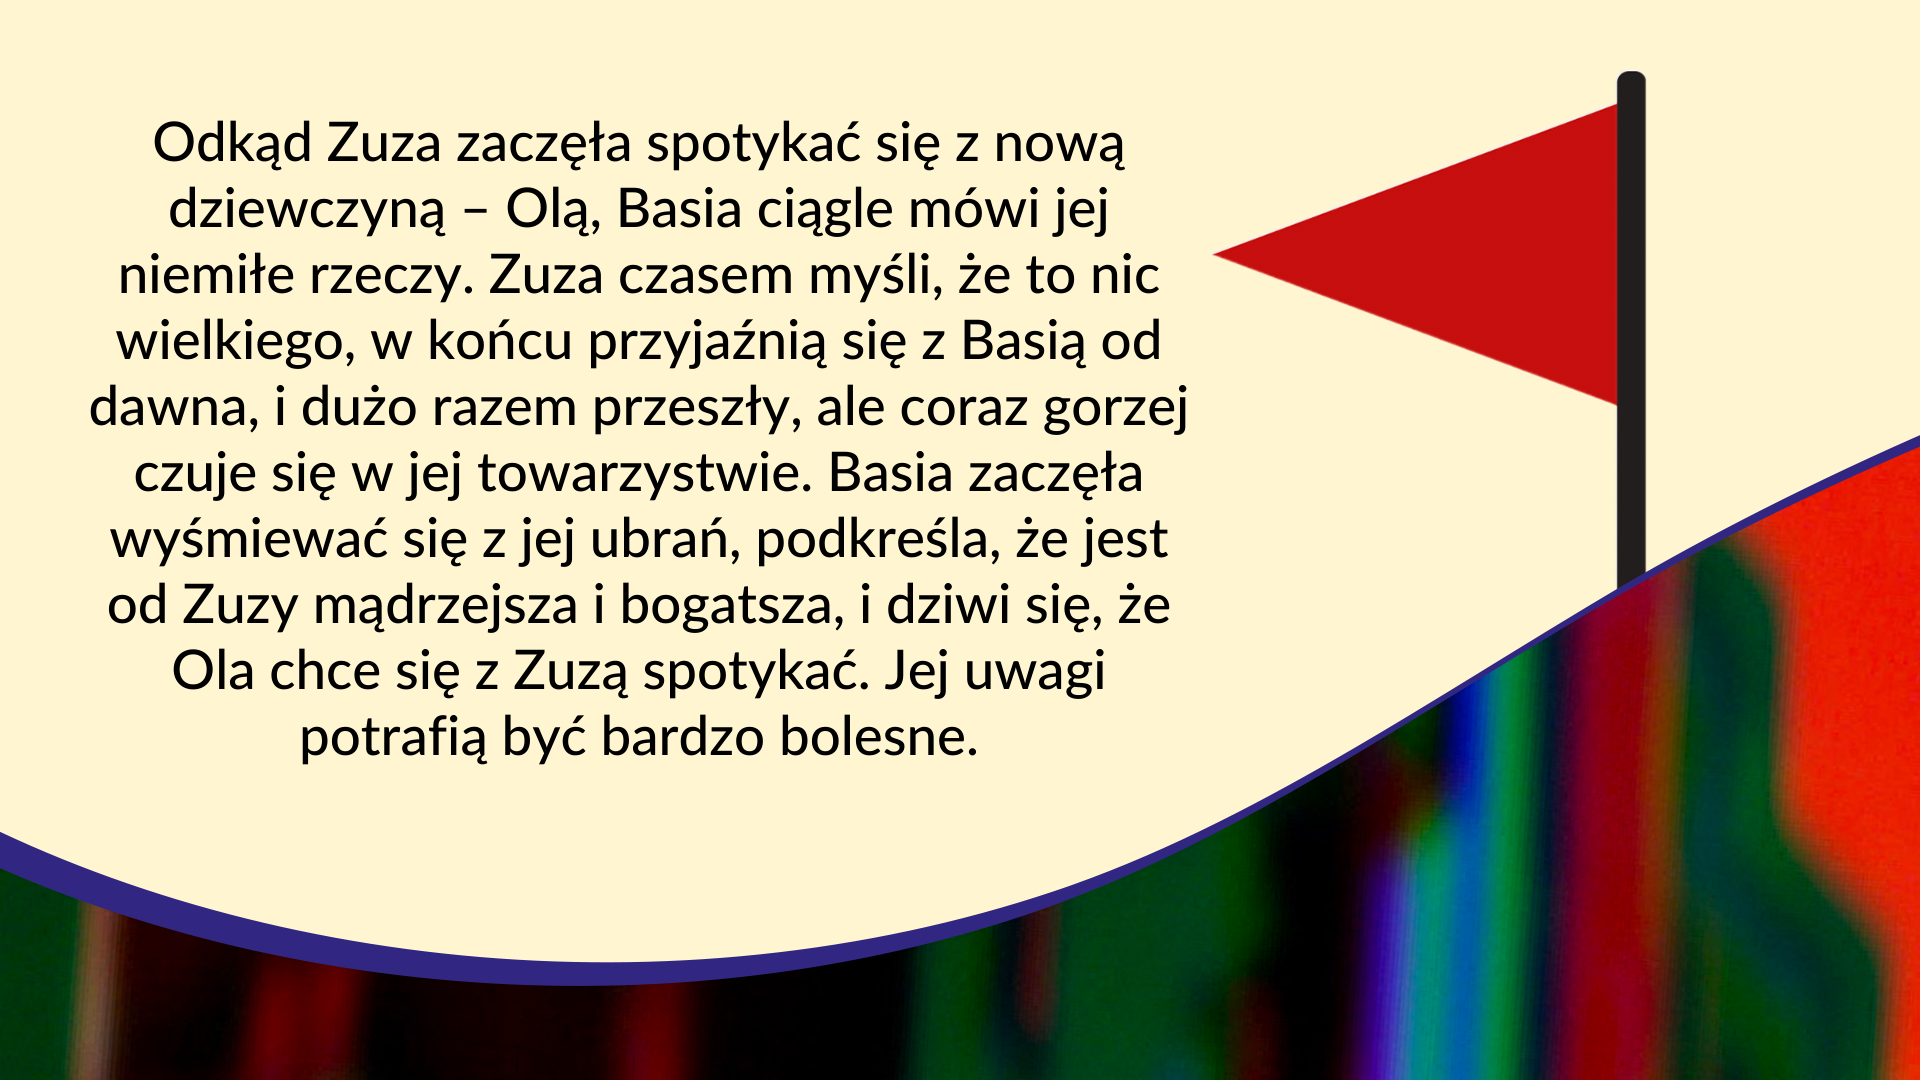 Odkąd Zuza zaczęła spotykać się z nową
dziewczyną – Olą, Basia ciągle mówi jej
niemiłe rzeczy. Zuza czasem myśli, że to nic
wielkiego, w końcu przyjaźnią się z Basią od
dawna, i dużo razem przeszły, ale coraz gorzej
czuje się w jej towarzystwie. Basia zaczęła
wyśmiewać się z jej ubrań, podkreśla, że jest
od Zuzy mądrzejsza i bogatsza, i dziwi się, że
Ola chce się z Zuzą spotykać. Jej uwagi
potrafią być bardzo bolesne.